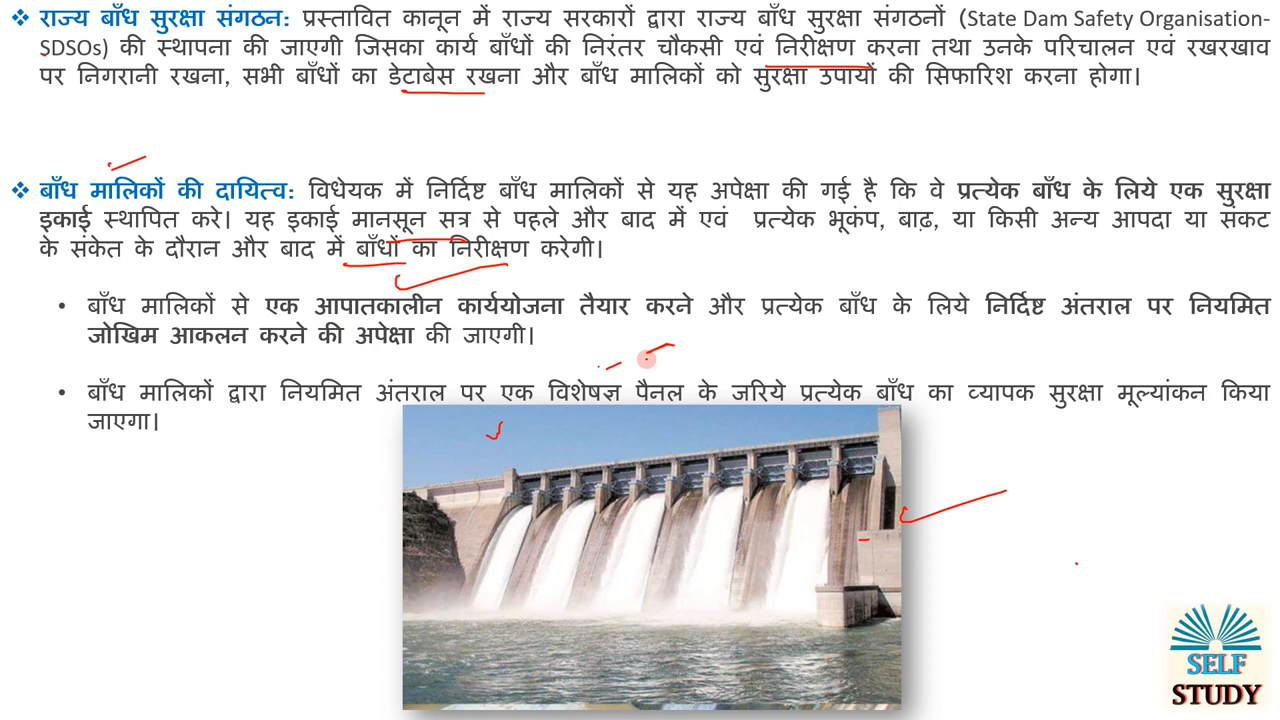 ❖ राज्य बाँध सुरक्षा संगठन: प्रस्तावित कानून में राज्य सरकारों द्वारा राज्य बाँध सुरक्षा संगठनों (State Dam Safety Organisation-
SDSOs) की स्थापना की जाएगी जिसका कार्य बाँधों की निरंतर चौकसी एवं निरीक्षण करना तथा उनके परिचालन एवं रखरखाव
पर निगरानी रखना, सभी बाँधों का डेटाबेस रखना और बाँध मालिकों को सुरक्षा उपायों की सिफारिश करना होगा।
❖ बाँध मालिकों की दायित्व: विधेयक में निर्दिष्ट बाँध मालिकों से यह अपेक्षा की गई है कि वे प्रत्येक बाँध के लिये एक सुरक्षा
इकाई स्थापित करे। यह इकाई मानसून सत्र से पहले और बाद में एवं प्रत्येक भूकंप, बाढ़, या किसी अन्य आपदा या संकट
के संकेत के दौरान और बाद में बाँधों का निरीक्षण करेगी।
• बाँध मालिकों से एक आपातकालीन कार्ययोजना तैयार करने और प्रत्येक बाँध के लिये निर्दिष्ट अंतराल पर नियमित
जोखिम आकलन करने की अपेक्षा की जाएगी।
• बाँध मालिकों द्वारा नियमित अंतराल पर एक विशेषज्ञ पैनल के जरिये प्रत्येक बाँध का व्यापक सुरक्षा मूल्यांकन किया
जाएगा।
SELF
STUDY